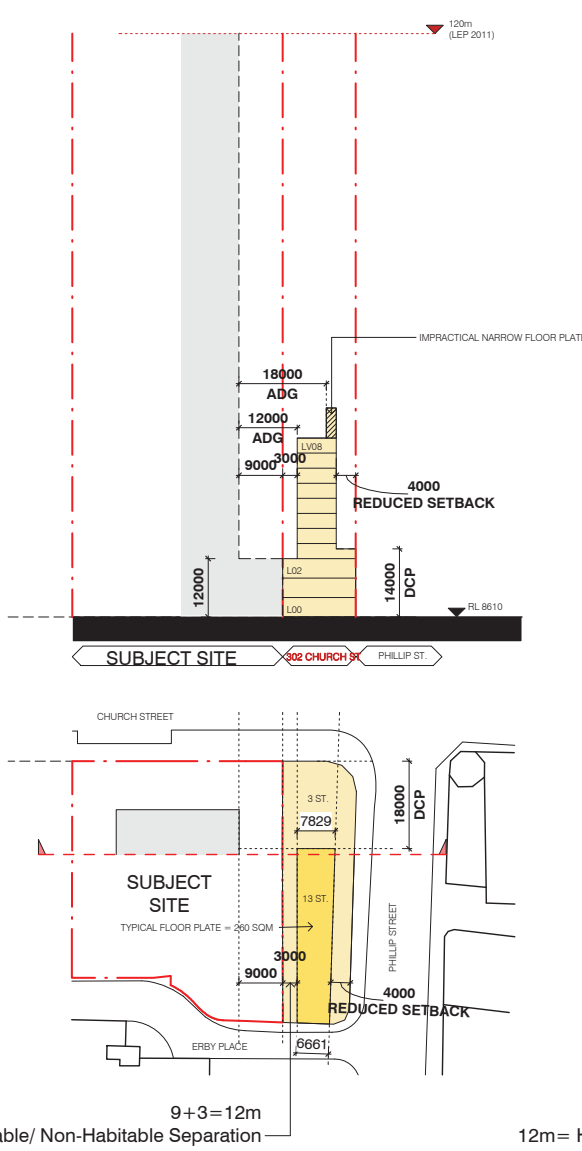 120m
(LEP 2011)
IMPRACTICAL NARROW FLOOR PLATE
18000
ADG
12000
ADG
LV08
9000
3000
4000
REDUCED SETBACK
12000
L02
L00
14000
DCP
RL 8610
SUBJECT SITE
302 CHURCH ST
PHILLIP ST.
CHURCH STREET
3 ST.
7829
18000
DCP
SUBJECT
SITE
13 ST.
TYPICAL FLOOR PLATE = 260 SQM
PHILLIP STREET
3000
9000
4000
REDUCED SETBACK
ERBY PLACE
6661
9+3=12m
able/ Non-Habitable Separation
12m= H